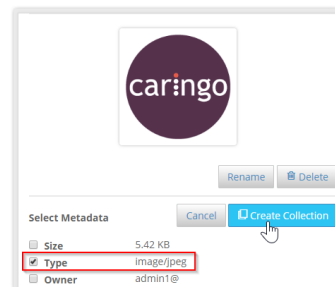 caringo
Rename Delete
Select Metadata Cancel Create Collection
Size 5.42 KB
Type image/jpeg
Owner admin1@